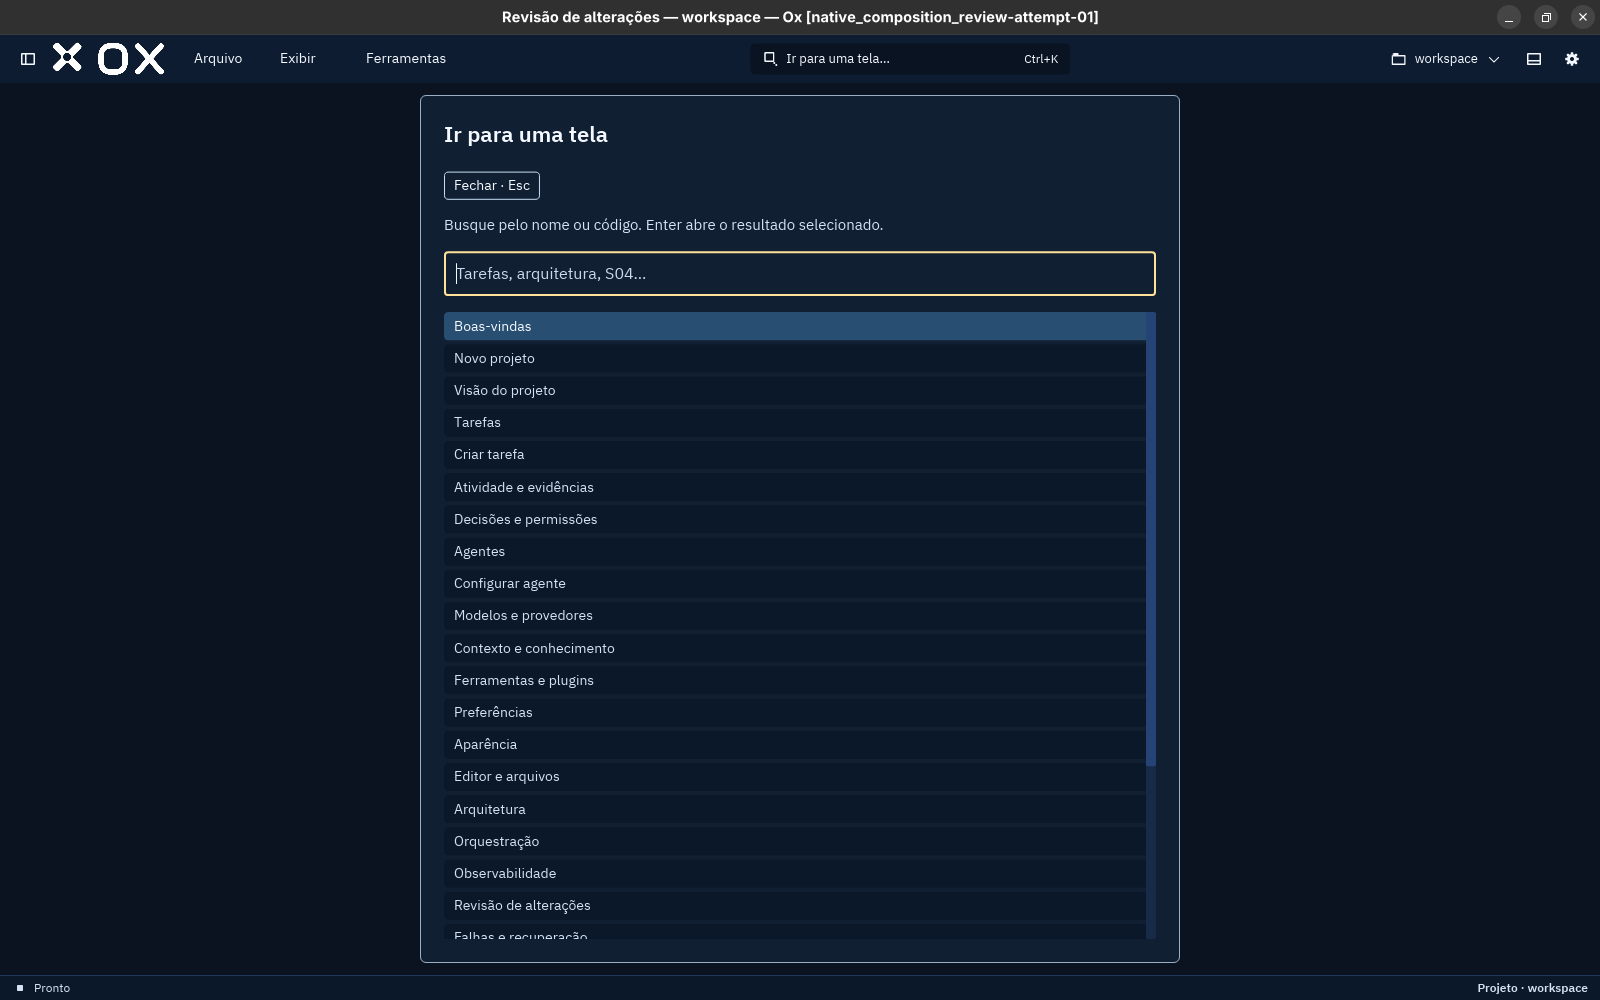 Revisão de alterações — workspace — Ox [native_composition_review-attempt-01]
OX Arquivo Exibir Ferramentas Ir para uma tela... Ctrl+K workspace
Ir para uma tela
Fechar · Esc
Busque pelo nome ou código. Enter abre o resultado selecionado.
Tarefas, arquitetura, S04...
Boas-vindas
Novo projeto
Visão do projeto
Tarefas
Criar tarefa
Atividade e evidências
Decisões e permissões
Agentes
Configurar agente
Modelos e provedores
Contexto e conhecimento
Ferramentas e plugins
Preferências
Aparência
Editor e arquivos
Arquitetura
Orquestração
Observabilidade
Revisão de alterações
Falhas e recuperação
Pronto Projeto · workspace